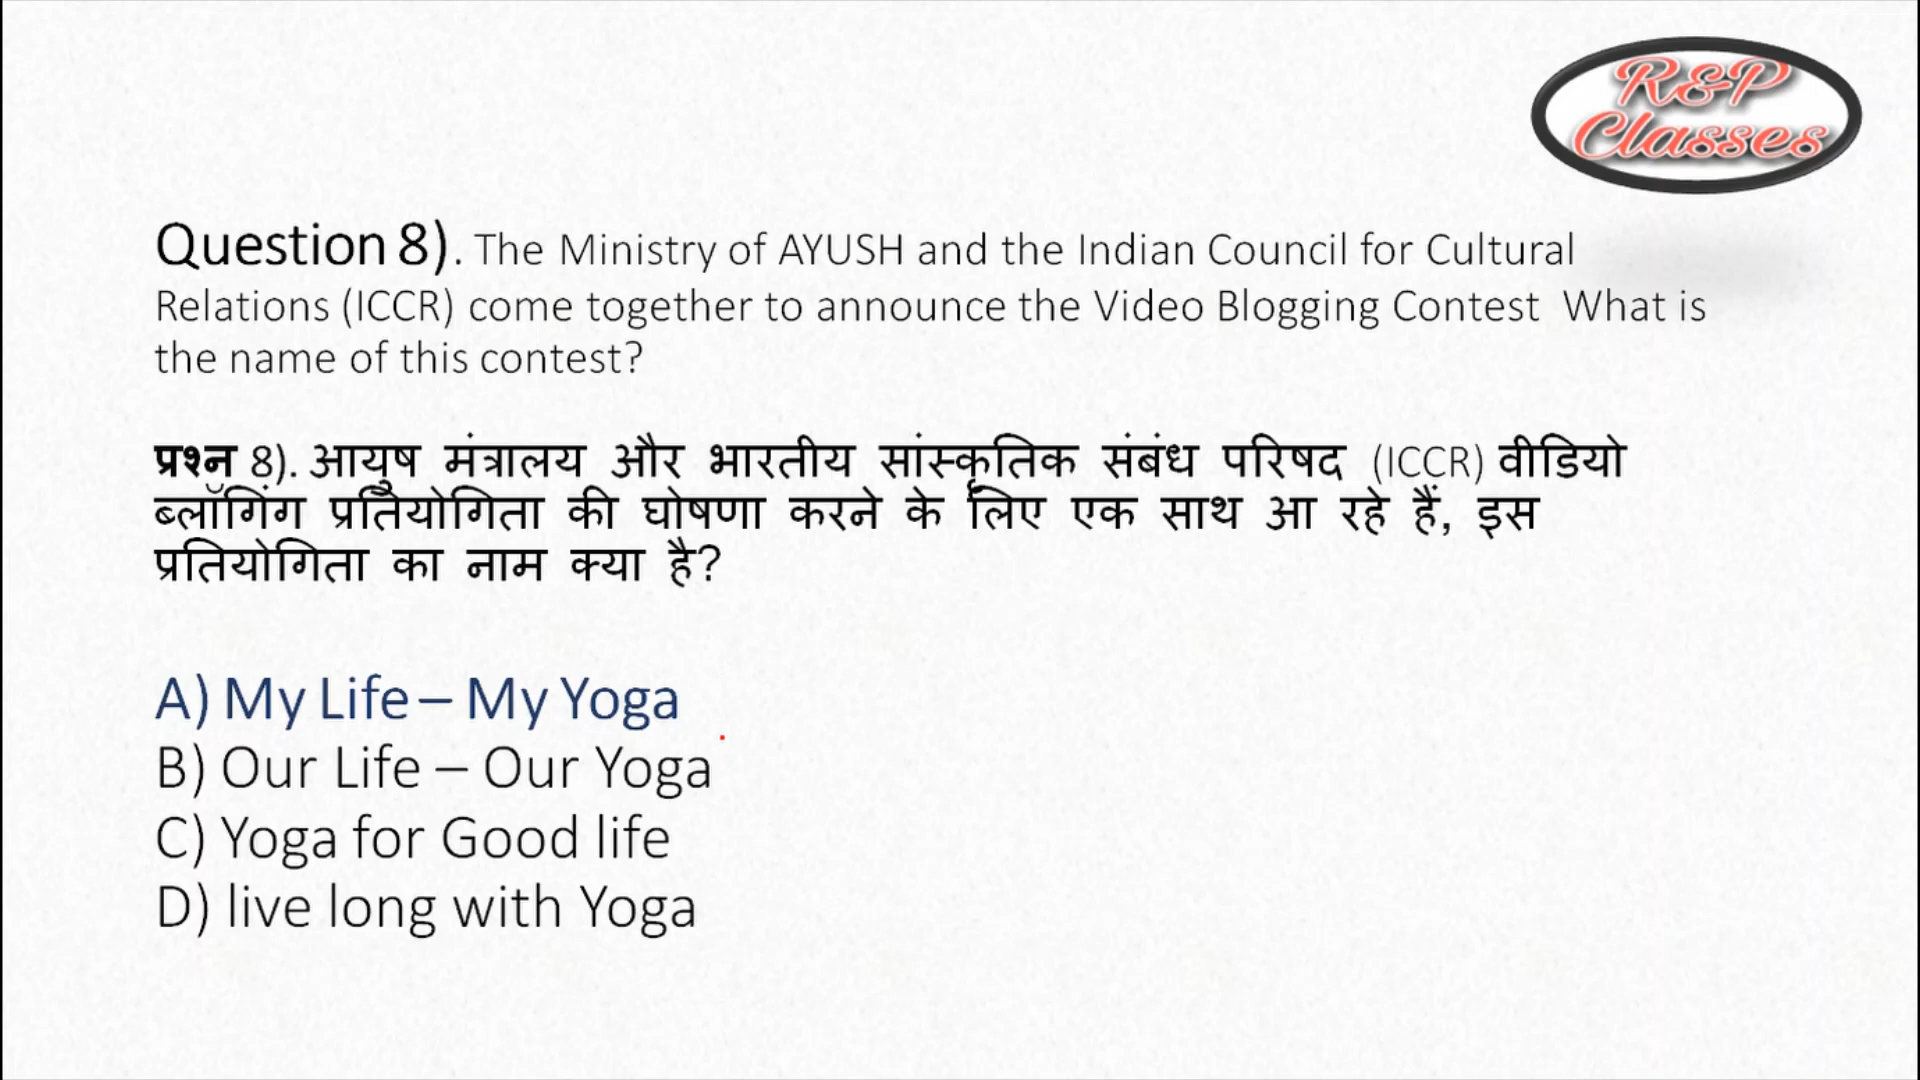 R&P
Classes
Question 8). The Ministry of AYUSH and the Indian Council for Cultural
Relations (ICCR) come together to announce the Video Blogging Contest What is
the name of this contest?
प्रश्न 8). आयुष मंत्रालय और भारतीय सांस्कृतिक संबंध परिषद (ICCR) वीडियो
ब्लॉगिंग प्रतियोगिता की घोषणा करने के लिए एक साथ आ रहे हैं, इस
प्रतियोगिता का नाम क्या है?
A) My Life – My Yoga
B) Our Life – Our Yoga
C) Yoga for Good life
D) live long with Yoga